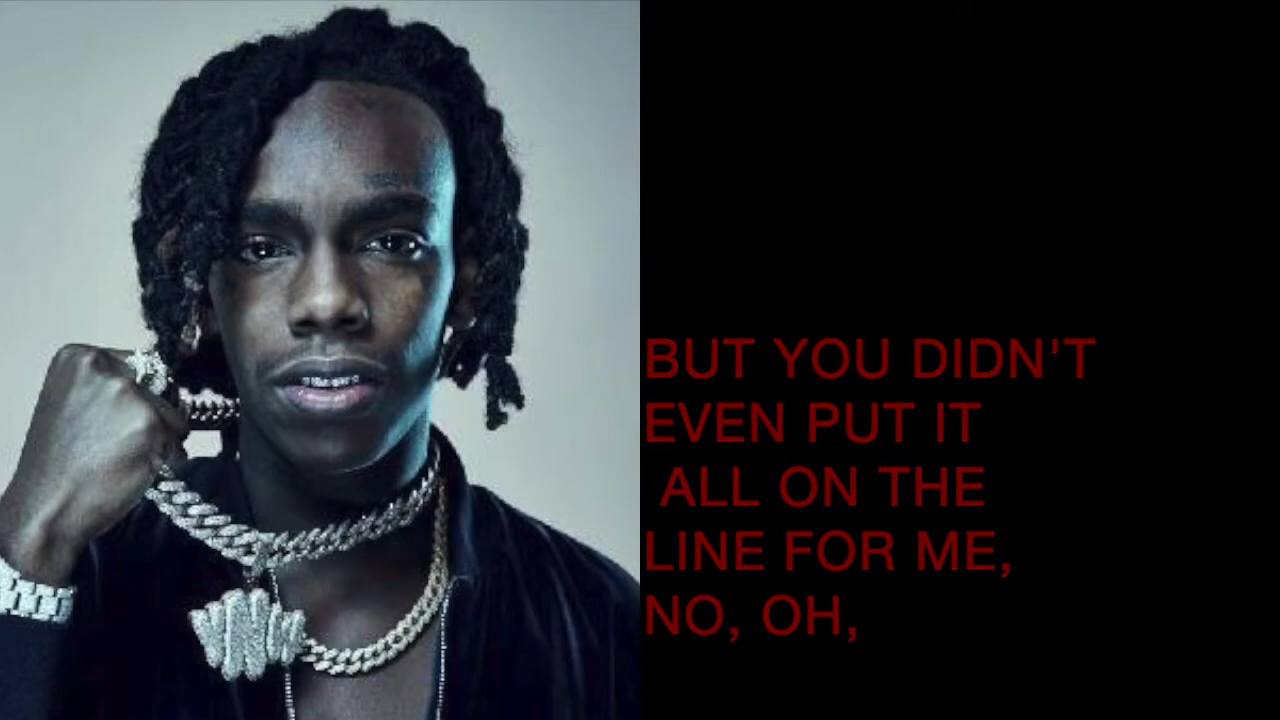 BUT YOU DIDN'T
EVEN PUT IT
ALL ON THE
LINE FOR ME,
NO, OH,